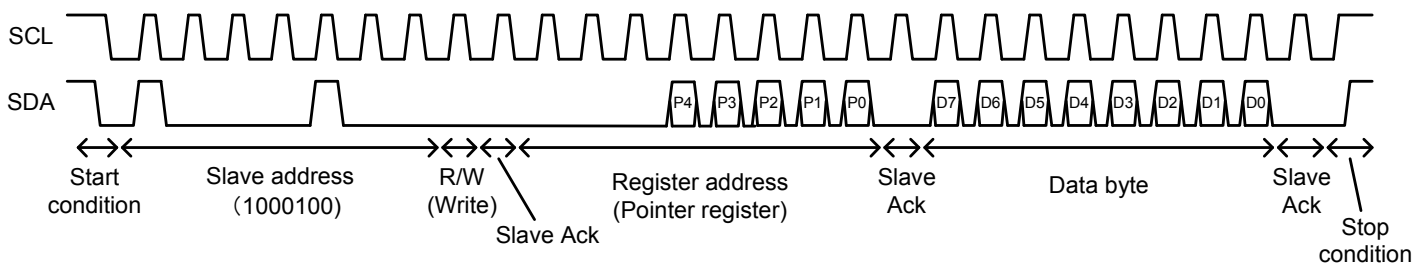 SCL
SDA
P4 P3 P2 P1 P0 D7 D6 D5 D4 D3 D2 D1 D0
Start
condition
Slave address
（1000100)
R/W
(Write)
Slave Ack
Register address
(Pointer register)
Slave
Ack
Data byte
Slave
Ack
Stop
condition